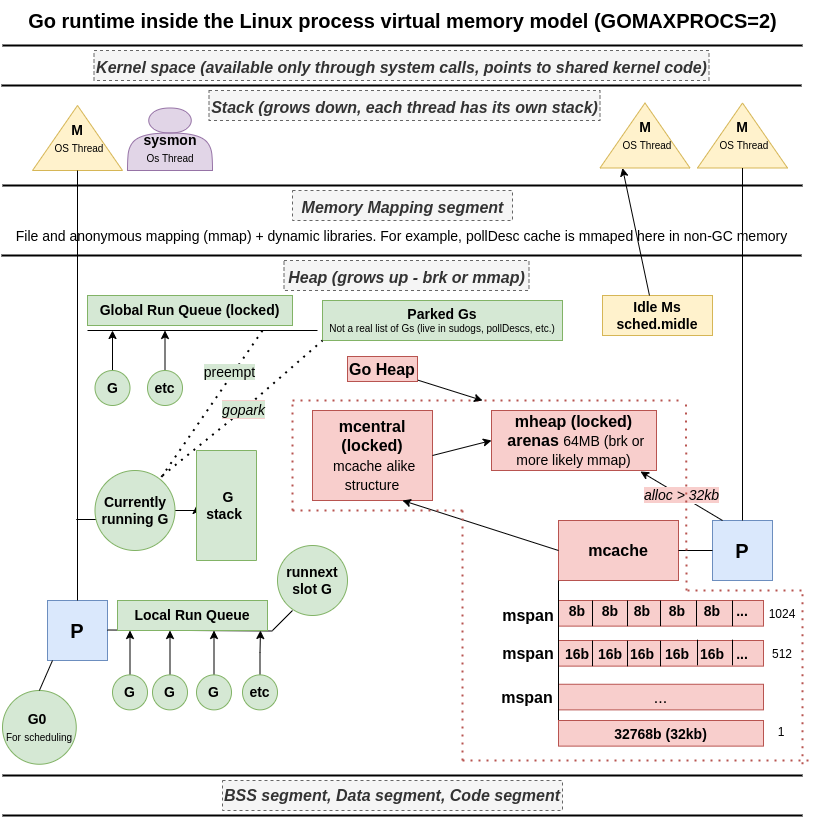 Go runtime inside the Linux process virtual memory model (GOMAXPROCS=2)
Kernel space (available only through system calls, points to shared kernel code)
Stack (grows down, each thread has its own stack)
M
OS Thread
sysmon
Os Thread
M
OS Thread
M
OS Thread
Memory Mapping segment
File and anonymous mapping (mmap) + dynamic libraries. For example, pollDesc cache is mmaped here in non-GC memory
Heap (grows up - brk or mmap)
Global Run Queue (locked)
Parked Gs
Not a real list of Gs (live in sudogs, pollDescs, etc.)
Idle Ms
sched.midle
G
etc
preempt
gopark
Go Heap
mcentral
(locked)
mcache alike
structure
mheap (locked)
arenas 64MB (brk or
more likely mmap)
Currently
running G
G
stack
alloc > 32kb
mcache
P
runnext
slot G
P
Local Run Queue
G
G
G
etc
G0
For scheduling
mspan
8b
8b
8b
8b
8b
...
1024
mspan
16b
16b
16b
16b
16b
...
512
mspan
...
32768b (32kb)
1
BSS segment, Data segment, Code segment